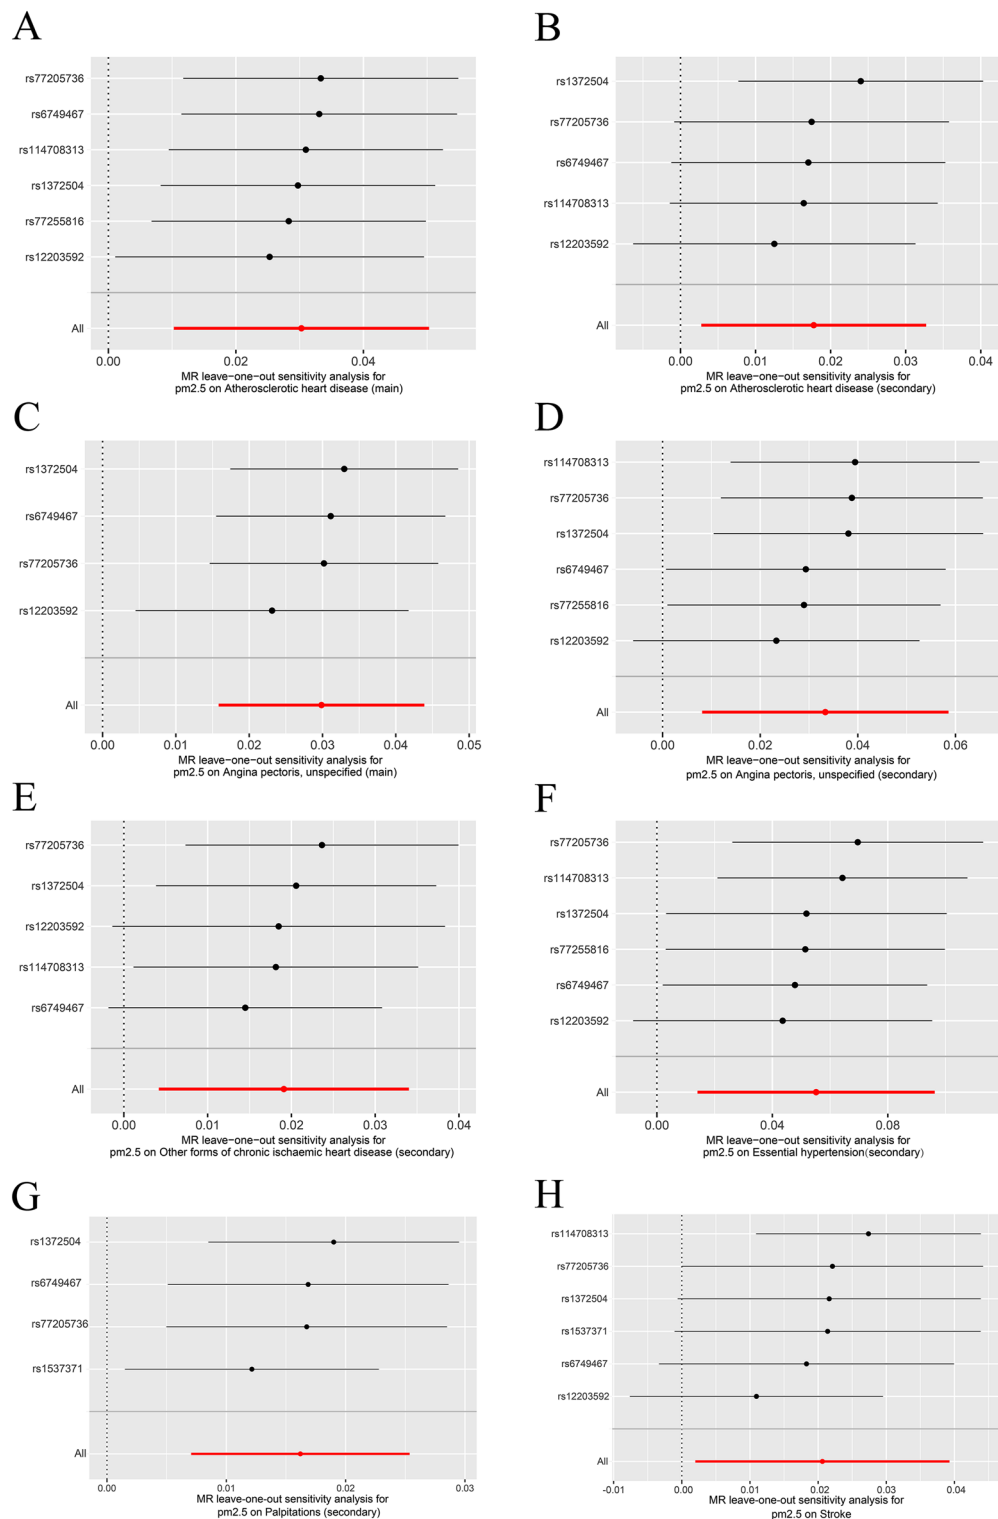 A
rs77205736
rs6749467
rs114708313
rs1372504
rs77255816
rs12203592
All
0.00 0.02 0.04
MR leave−one−out sensitivity analysis for
pm2.5 on Atherosclerotic heart disease (main)
B
rs1372504
rs77205736
rs6749467
rs114708313
rs12203592
All
0.00 0.01 0.02 0.03 0.04
MR leave−one−out sensitivity analysis for
pm2.5 on Atherosclerotic heart disease (secondary)
C
rs1372504
rs6749467
rs77205736
rs12203592
All
0.00 0.01 0.02 0.03 0.04 0.05
MR leave−one−out sensitivity analysis for
pm2.5 on Angina pectoris, unspecified (main)
D
rs114708313
rs77205736
rs1372504
rs6749467
rs77255816
rs12203592
All
0.00 0.02 0.04 0.06
MR leave−one−out sensitivity analysis for
pm2.5 on Angina pectoris, unspecified (secondary)
E
rs77205736
rs1372504
rs12203592
rs114708313
rs6749467
All
0.00 0.01 0.02 0.03 0.04
MR leave−one−out sensitivity analysis for
pm2.5 on Other forms of chronic ischaemic heart disease (secondary)
F
rs77205736
rs114708313
rs1372504
rs77255816
rs6749467
rs12203592
All
0.00 0.04 0.08
MR leave−one−out sensitivity analysis for
pm2.5 on Essential hypertension(secondary)
G
rs1372504
rs6749467
rs77205736
rs1537371
All
0.00 0.01 0.02 0.03
MR leave−one−out sensitivity analysis for
pm2.5 on Palpitations (secondary)
H
rs114708313
rs77205736
rs1372504
rs1537371
rs6749467
rs12203592
All
-0.01 0.00 0.01 0.02 0.03 0.04
MR leave−one−out sensitivity analysis for
pm2.5 on Stroke